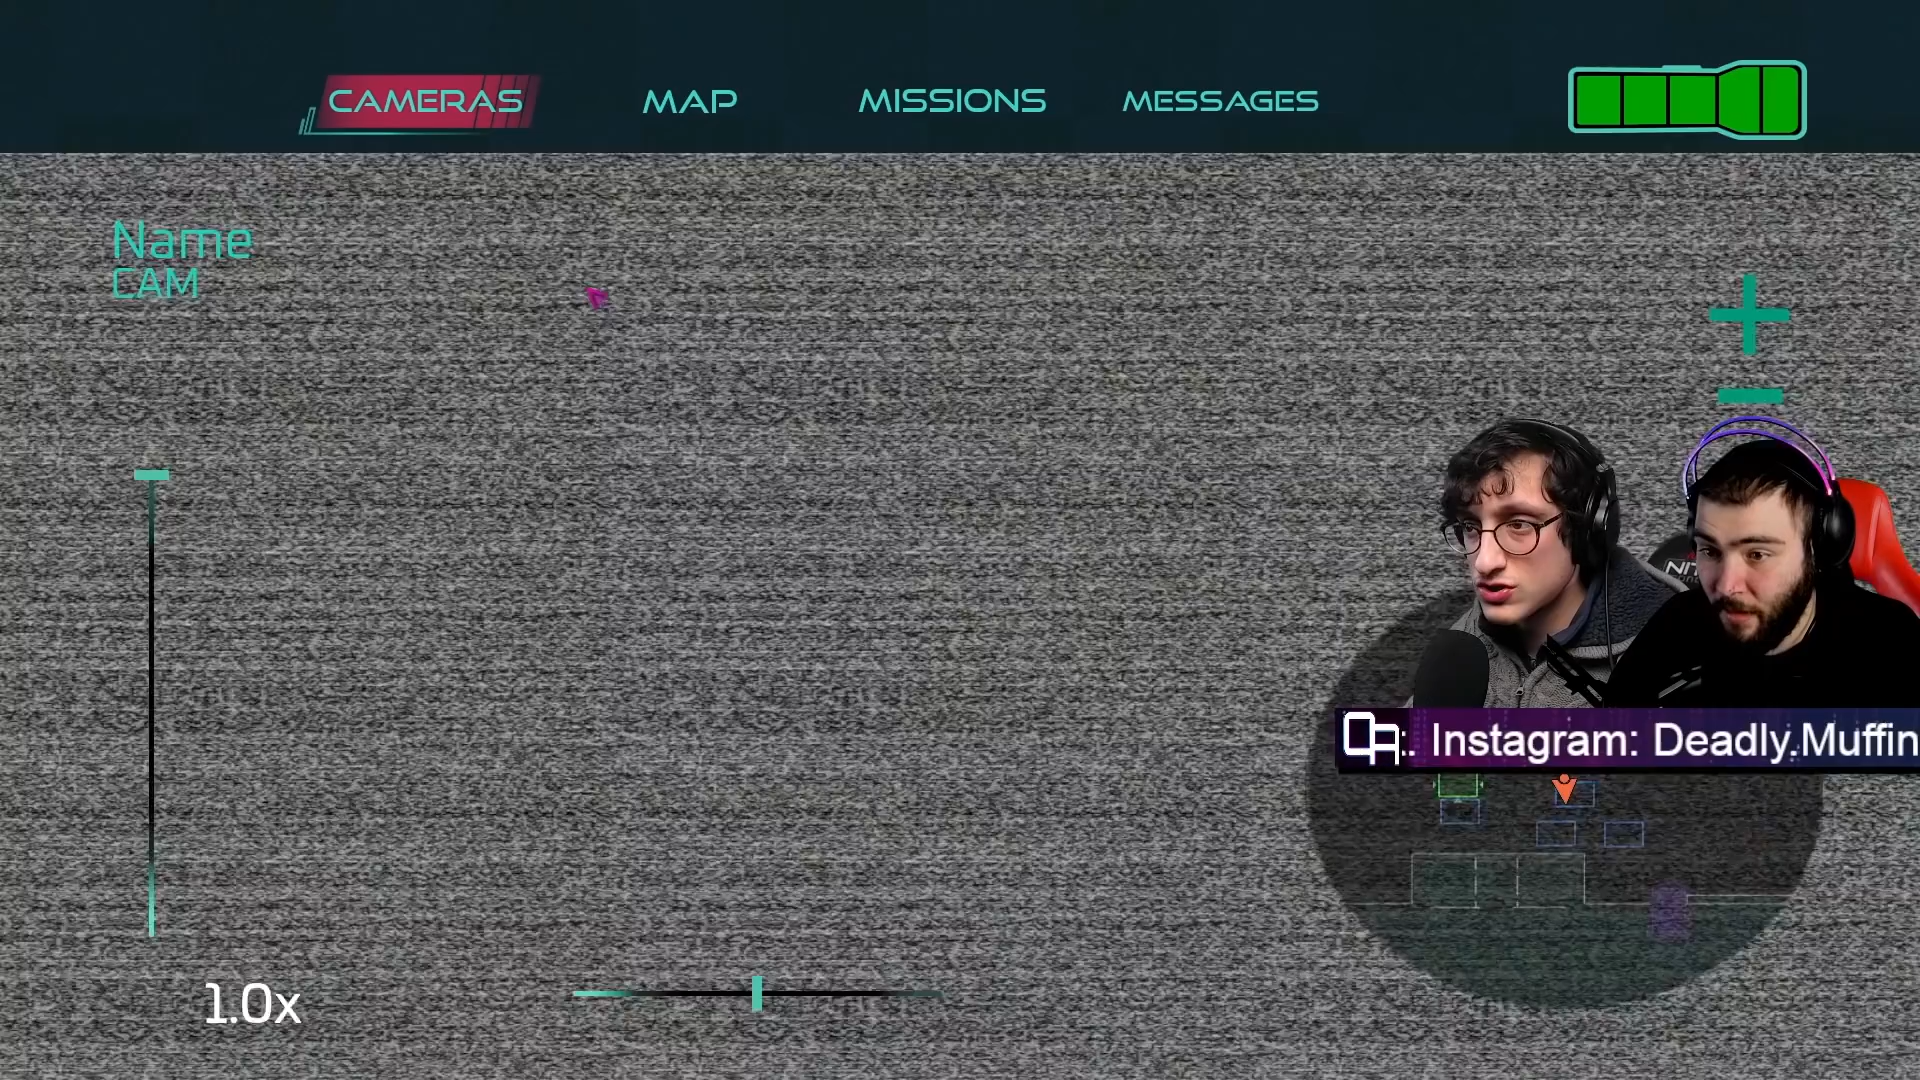 CAMERAS
MAP
MISSIONS
MESSAGES
Name
CAM
:. Instagram: Deadly.Muffin
1.0x